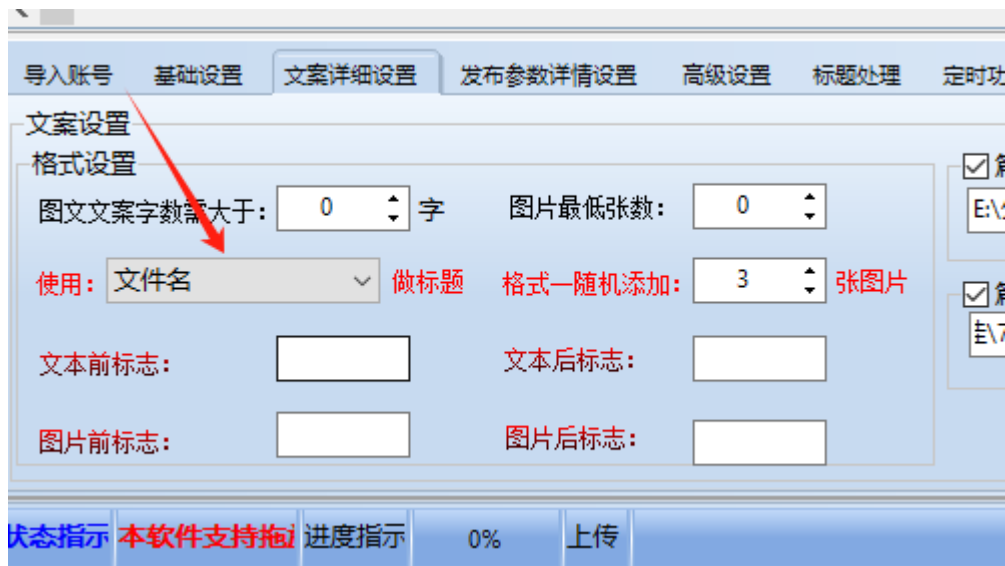 导入账号 基础设置 文案详细设置 发布参数详情设置 高级设置 标题处理 定时功
文案设置
格式设置
图文文案字数需大于: 0 字 图片最低张数: 0
E:\
使用: 文件名 做标题 格式一随机添加: 3 张图片
文本前标志: 文本后标志:
图片前标志: 图片后标志:
状态指示 本软件支持拖 进度指示 0% 上传